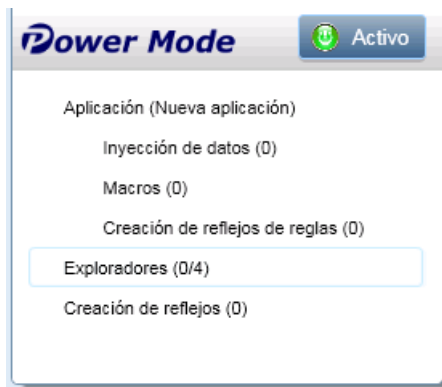 Power Mode
Activo
Aplicación (Nueva aplicación)
Inyección de datos (0)
Macros (0)
Creación de reflejos de reglas (0)
Exploradores (0/4)
Creación de reflejos (0)